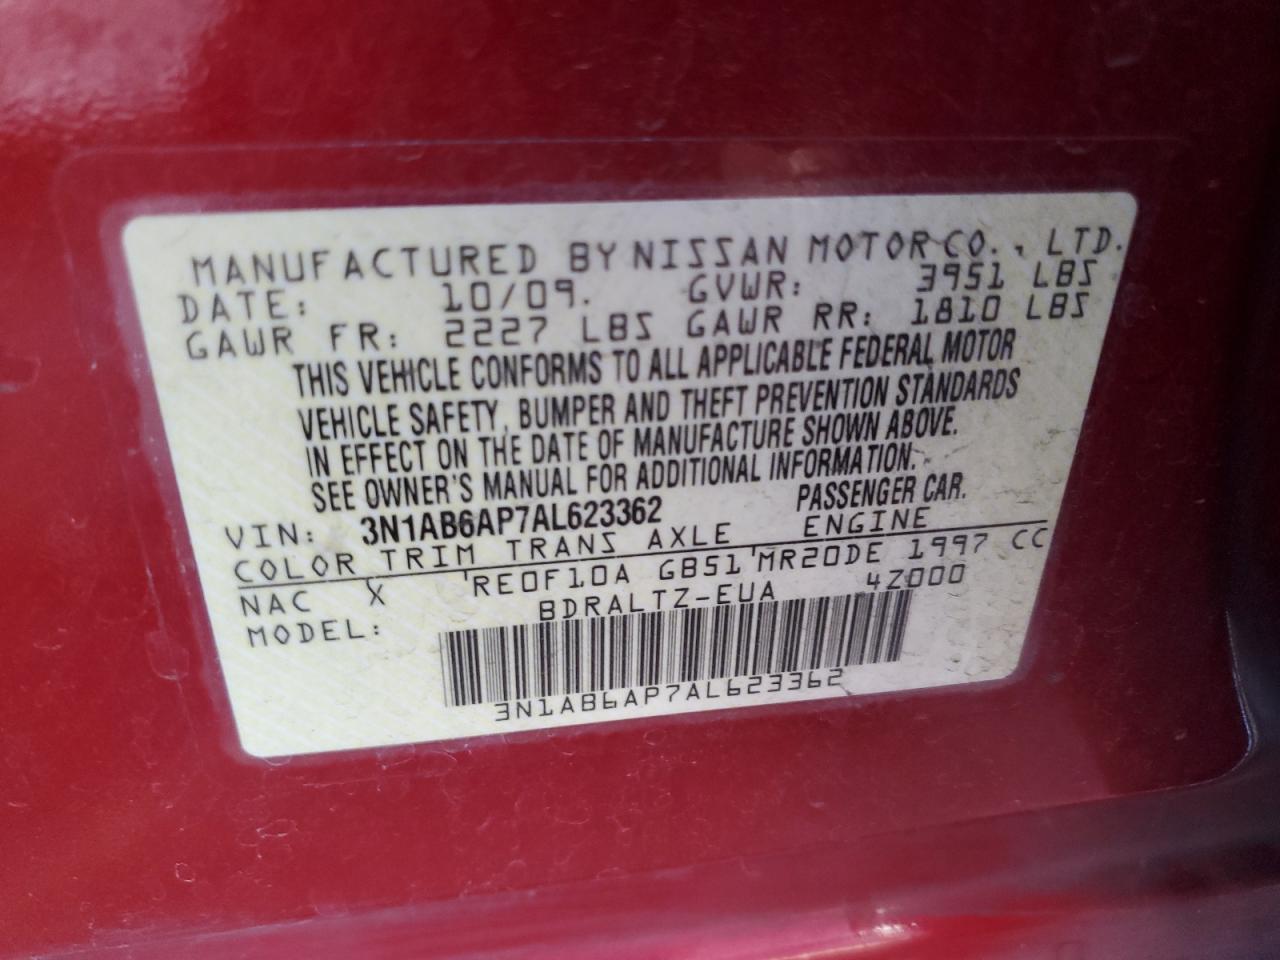 MANUFACTURED BY NISSAN MOTOR CO., LTD.
DATE: 10/09. GVWR: 3951 LBS
GAWR FR: 2227 LBS GAWR RR: 1810 LBS
THIS VEHICLE CONFORMS TO ALL APPLICABLE FEDERAL MOTOR
VEHICLE SAFETY, BUMPER AND THEFT PREVENTION STANDARDS
IN EFFECT ON THE DATE OF MANUFACTURE SHOWN ABOVE.
SEE OWNER'S MANUAL FOR ADDITIONAL INFORMATION.
VIN: 3N1AB6AP7AL623362 PASSENGER CAR.
COLOR TRIM TRANS AXLE ENGINE
NAC X RE0F10A GB51 MR20DE 1997 CC
MODEL: BDRALTZ-EUA 4Z000
3N1AB6AP7AL623362